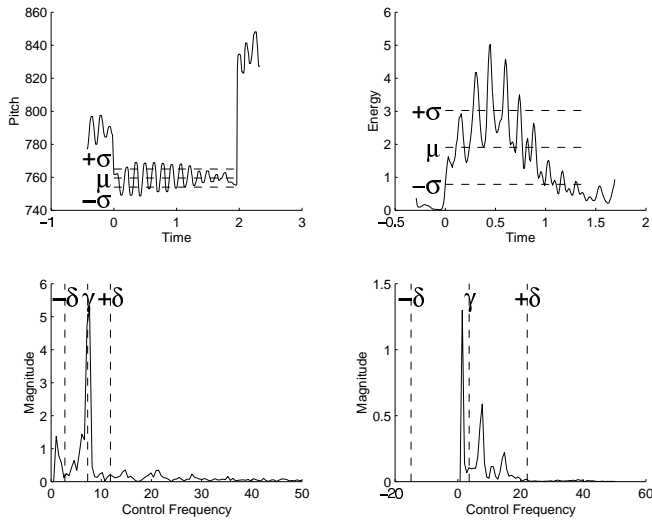 860
840
820
800
780
760
740
Pitch
+σ
μ
−σ
−1
0
1
2
3
Time
6
5
4
3
2
1
0
Energy
+σ
μ
−σ
−0.5
0
0.5
1
1.5
2
Time
6
5
4
3
2
1
0
Magnitude
−δ γ +δ
0
10
20
30
40
50
Control Frequency
1.5
1
0.5
0
Magnitude
−δ γ +δ
−20
0
20
40
60
Control Frequency